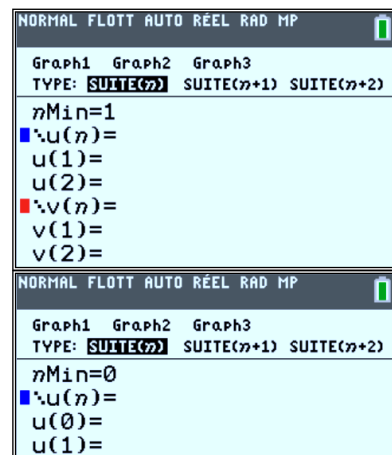 NORMAL FLOTT AUTO RÉEL RAD MP
Graph1 Graph2 Graph3
TYPE: SUITE(n) SUITE(n+1) SUITE(n+2)
nMin=1
u(n)=
u(1)=
u(2)=
v(n)=
v(1)=
v(2)=
NORMAL FLOTT AUTO RÉEL RAD MP
Graph1 Graph2 Graph3
TYPE: SUITE(n) SUITE(n+1) SUITE(n+2)
nMin=0
u(n)=
u(0)=
u(1)=